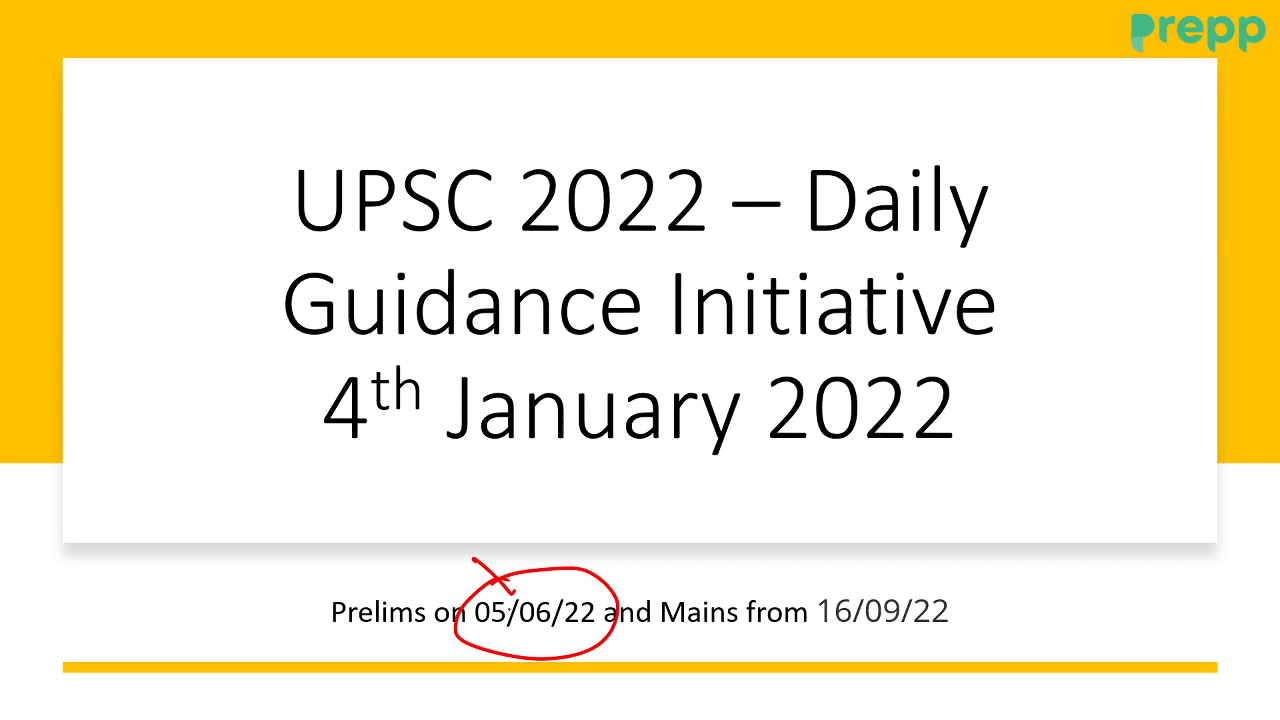 prepp
UPSC 2022 – Daily
Guidance Initiative
4th January 2022
Prelims on 05/06/22 and Mains from 16/09/22